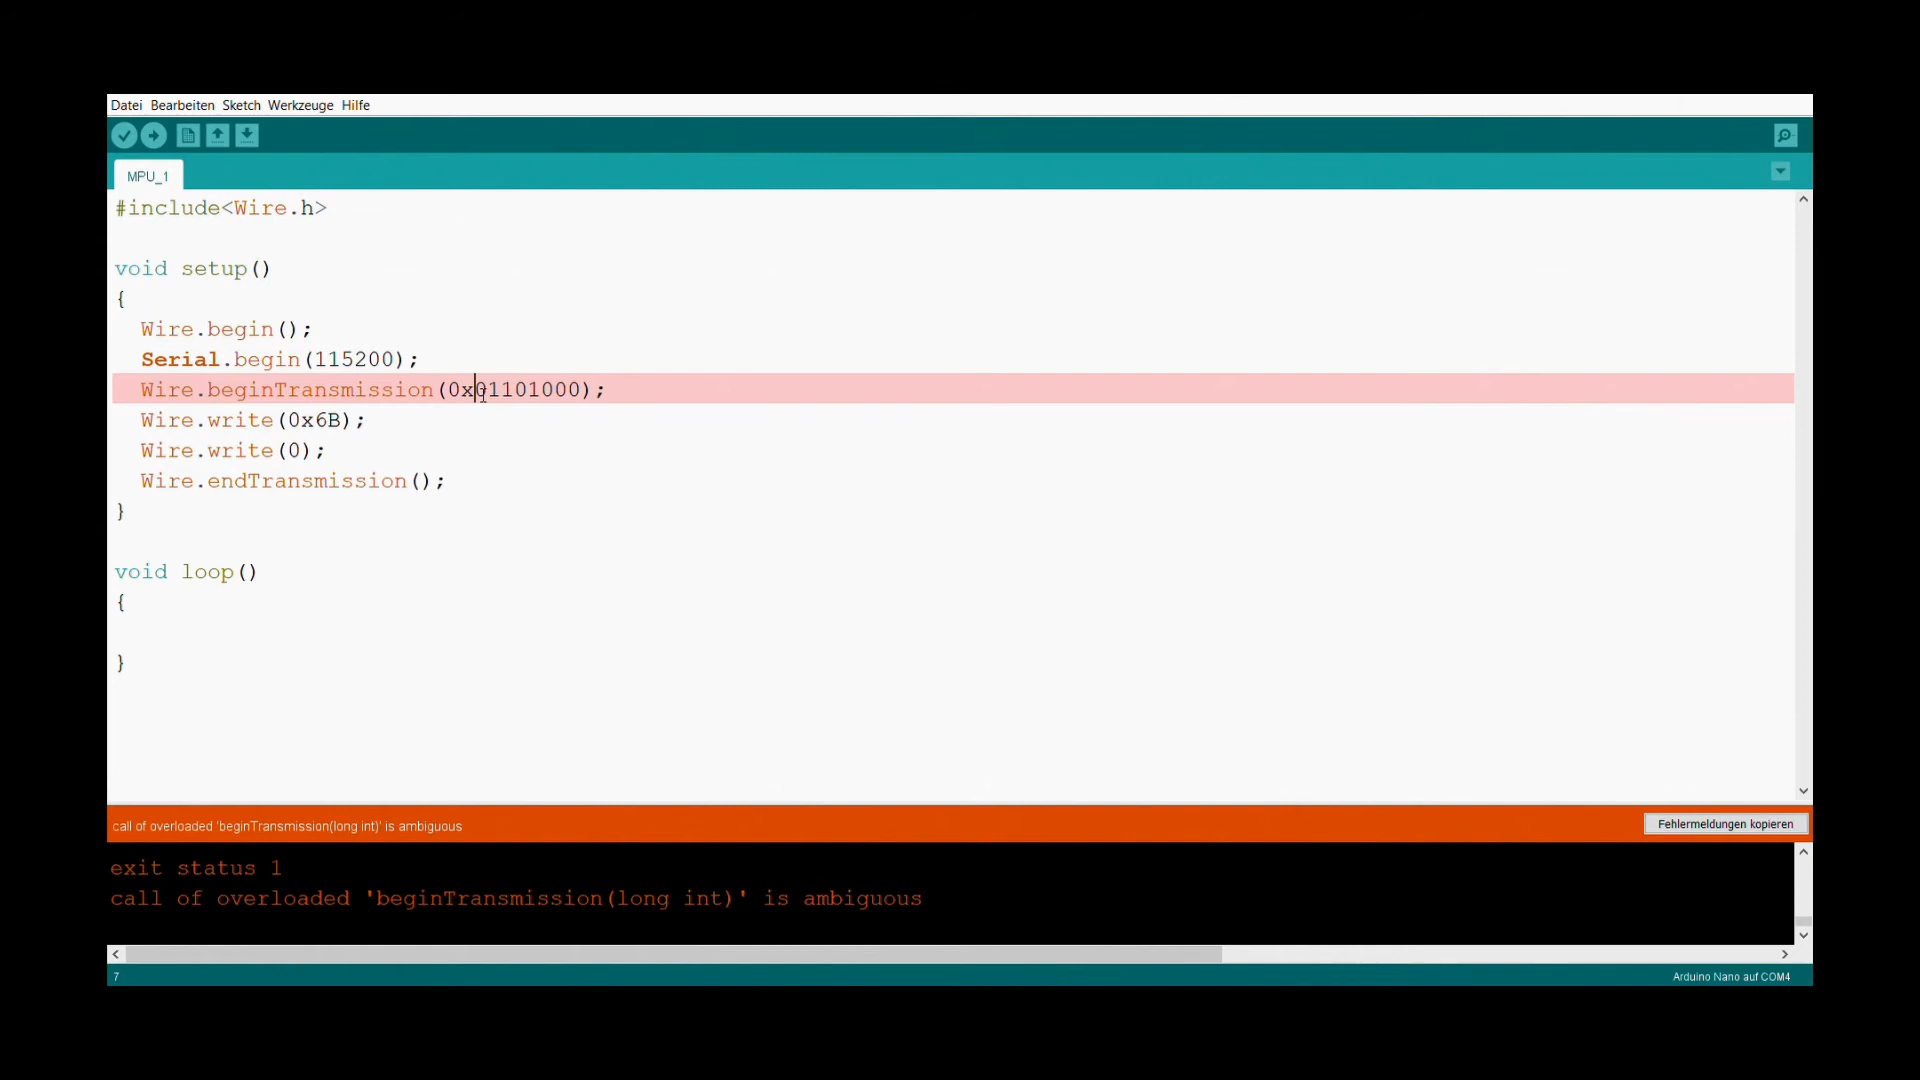 Datei Bearbeiten Sketch Werkzeuge Hilfe
MPU_1
#include<Wire.h>
void setup()
{
Wire.begin();
Serial.begin(115200);
Wire.beginTransmission(0x01101000);
Wire.write(0x6B);
Wire.write(0);
Wire.endTransmission();
}
void loop()
{
}
call of overloaded 'beginTransmission(long int)' is ambiguous
Fehlermeldungen kopieren
exit status 1
call of overloaded 'beginTransmission(long int)' is ambiguous
7
Arduino Nano auf COM4